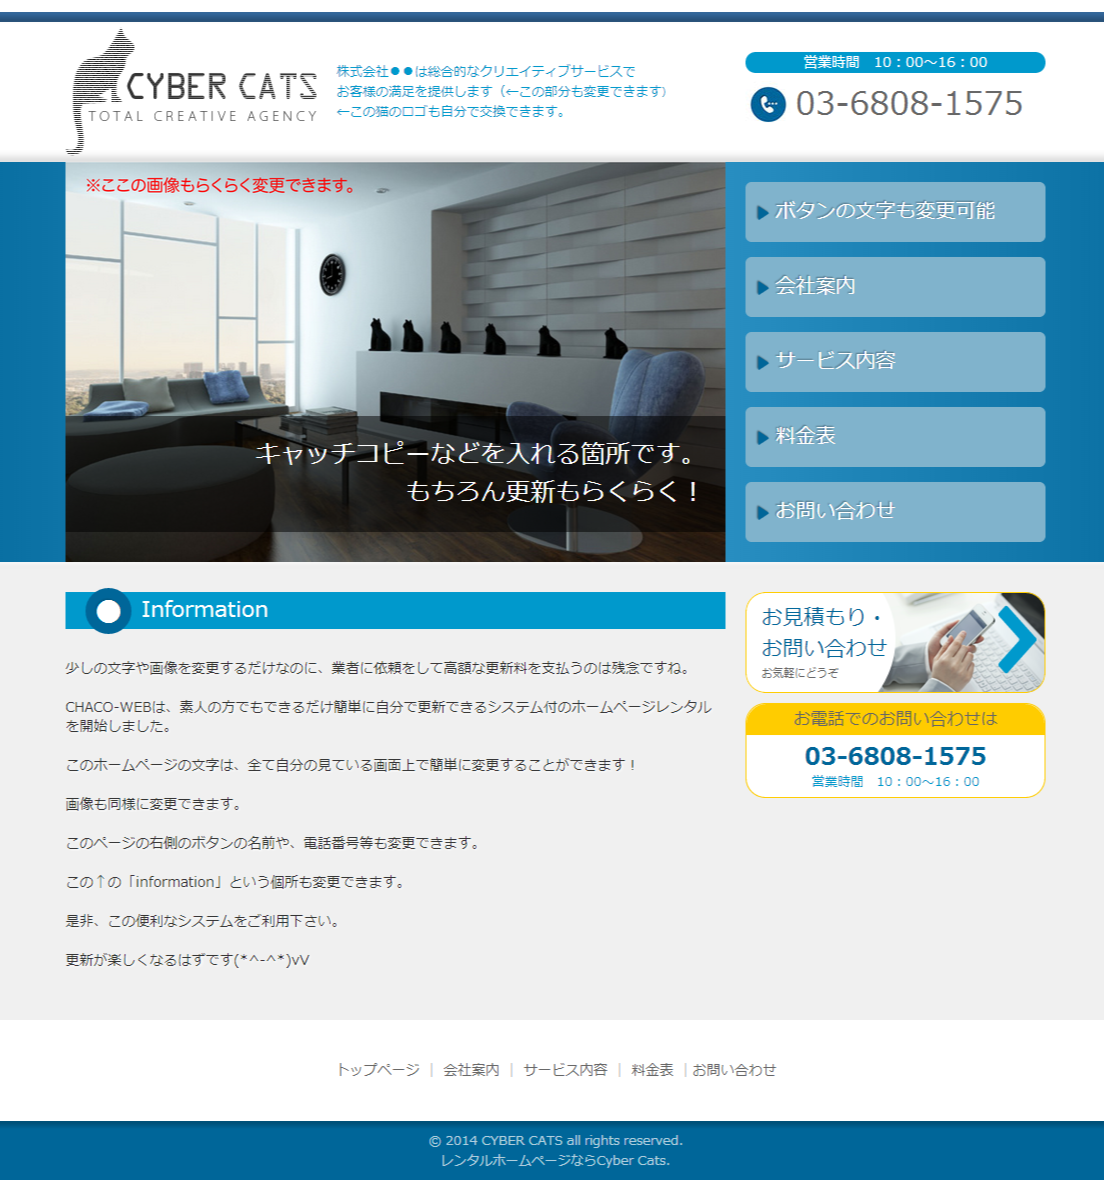 CYBER CATS
TOTAL CREATIVE AGENCY
株式会社●●は総合的なクリエイティブサービスで
お客様の満足を提供します（←この部分も変更できます）
←この猫のロゴも自分で交換できます。
営業時間　10：00～16：00
03-6808-1575
※ここの画像もらくらく変更できます。
キャッチコピーなどを入れる箇所です。
もちろん更新もらくらく！
ボタンの文字も変更可能
会社案内
サービス内容
料金表
お問い合わせ
Information
少しの文字や画像を変更するだけなのに、業者に依頼をして高額な更新料を支払うのは残念ですね。
CHACO-WEBは、素人の方でもできるだけ簡単に自分で更新できるシステム付のホームページレンタル
を開始しました。
このホームページの文字は、全て自分の見ている画面上で簡単に変更することができます！
画像も同様に変更できます。
このページの右側のボタンの名前や、電話番号等も変更できます。
この↑の「information」という個所も変更できます。
是非、この便利なシステムをご利用下さい。
更新が楽しくなるはずです(*^-^*)vV
お見積もり・
お問い合わせ
お気軽にどうぞ
お電話でのお問い合わせは
03-6808-1575
営業時間　10：00～16：00
トップページ ｜ 会社案内 ｜ サービス内容 ｜ 料金表 ｜お問い合わせ
© 2014 CYBER CATS all rights reserved.
レンタルホームページならCyber Cats.